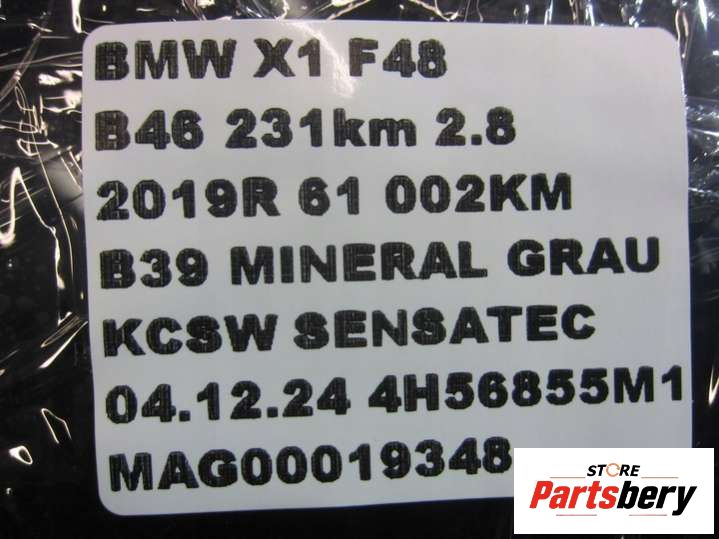 BMW X1 F48
B46 231km 2.8
2019R 61 002KM
B39 MINERAL GRAU
KCSW SENSATEC
04.12.24 4H56855M1
MAG00019348
STORE
Partsbery